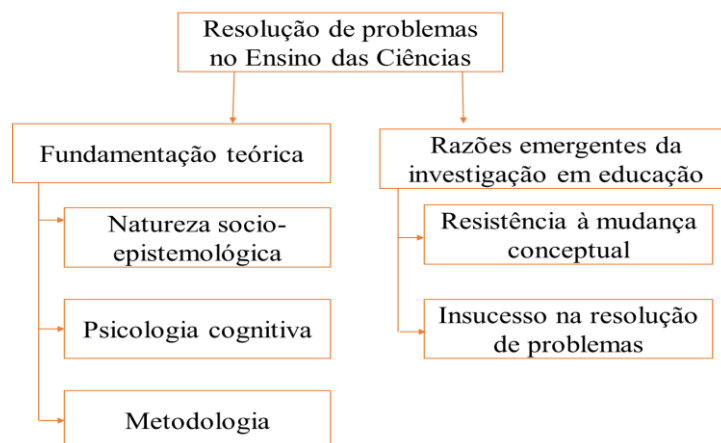 Resolução de problemas
no Ensino das Ciências
Fundamentação teórica
Natureza socio-
epistemológica
Psicologia cognitiva
Metodologia
Razões emergentes da
investigação em educação
Resistência à mudança
conceptual
Insucesso na resolução
de problemas